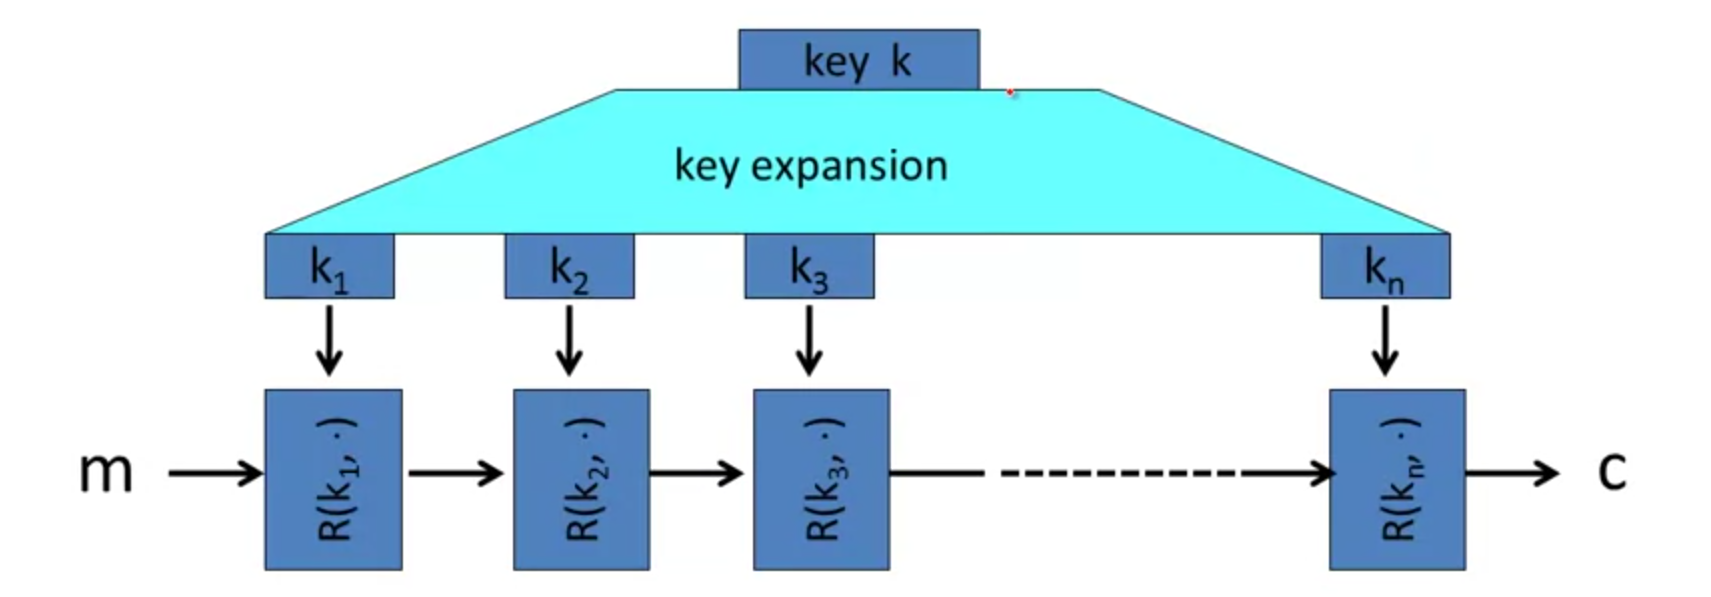 key k
key expansion
k₁ k₂ k₃ kₙ
m R(k₁, ·) R(k₂, ·) R(k₃, ·) R(kₙ, ·) c